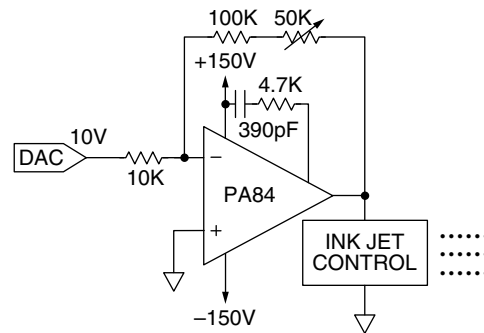 100K 50K
+150V
4.7K
390pF
10V
DAC
10K
−
PA84
+
INK JET
CONTROL
−150V